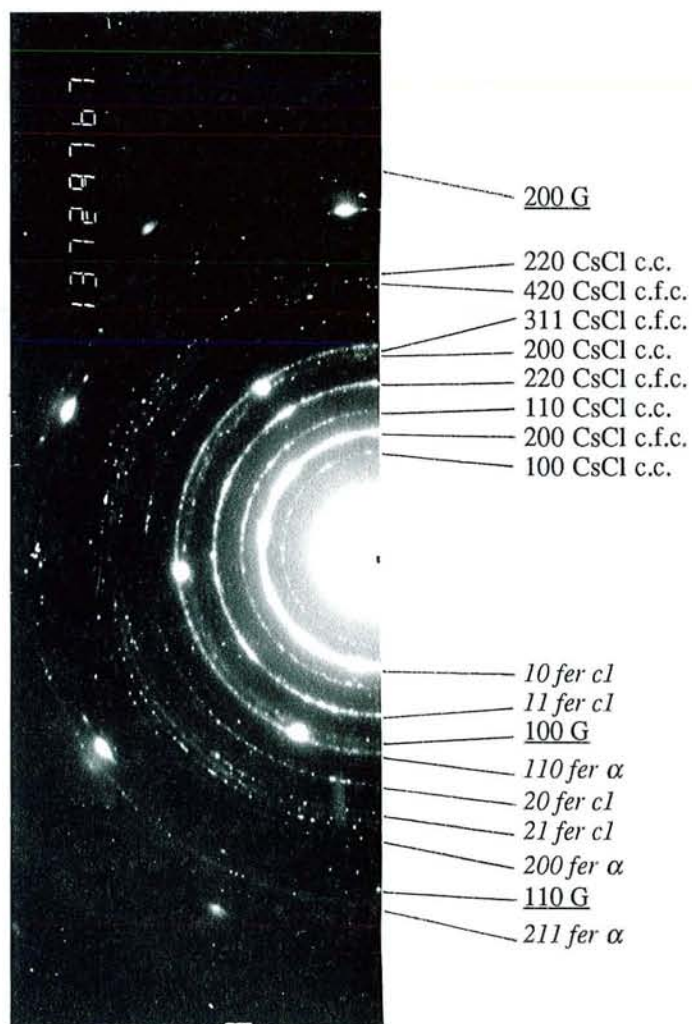 200 G
220 CsCl c.c.
420 CsCl c.f.c.
311 CsCl c.f.c.
200 CsCl c.c.
220 CsCl c.f.c.
110 CsCl c.c.
200 CsCl c.f.c.
100 CsCl c.c.
10 fer c1
11 fer c1
100 G
110 fer α
20 fer c1
21 fer c1
200 fer α
110 G
211 fer α